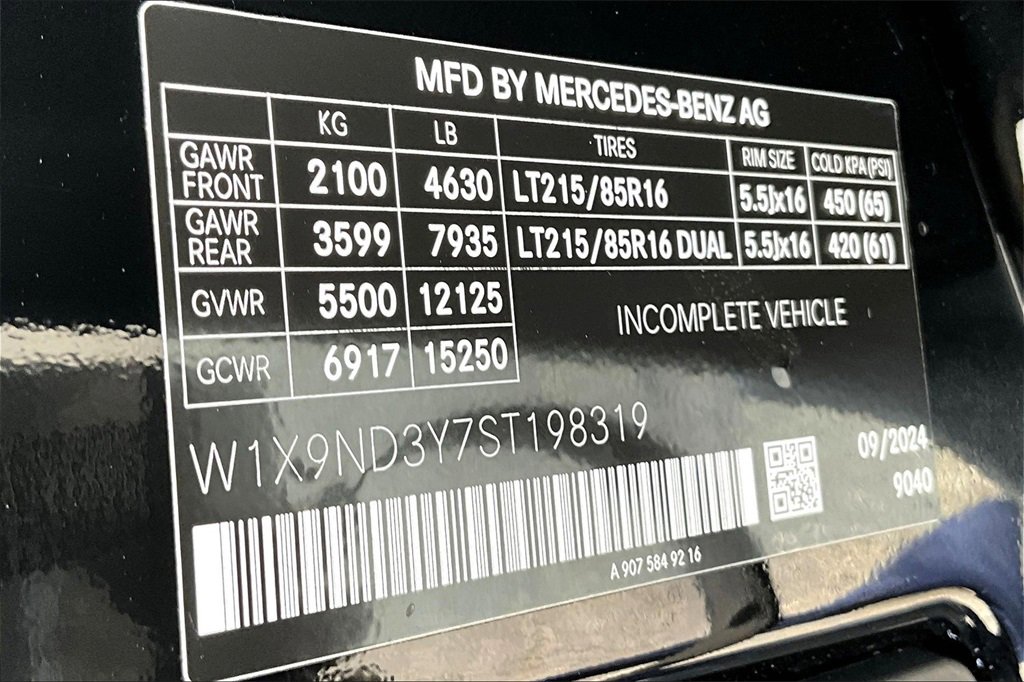 MFD BY MERCEDES-BENZ AG
KG LB TIRES RIM SIZE COLD KPA (PSI)
GAWR FRONT 2100 4630 LT215/85R16 5.5Jx16 450 (65)
GAWR REAR 3599 7935 LT215/85R16 DUAL 5.5Jx16 420 (61)
GVWR 5500 12125
INCOMPLETE VEHICLE
GCWR 6917 15250
W1X9ND3Y7ST198319
09/2024
9040
A 907 584 92 16